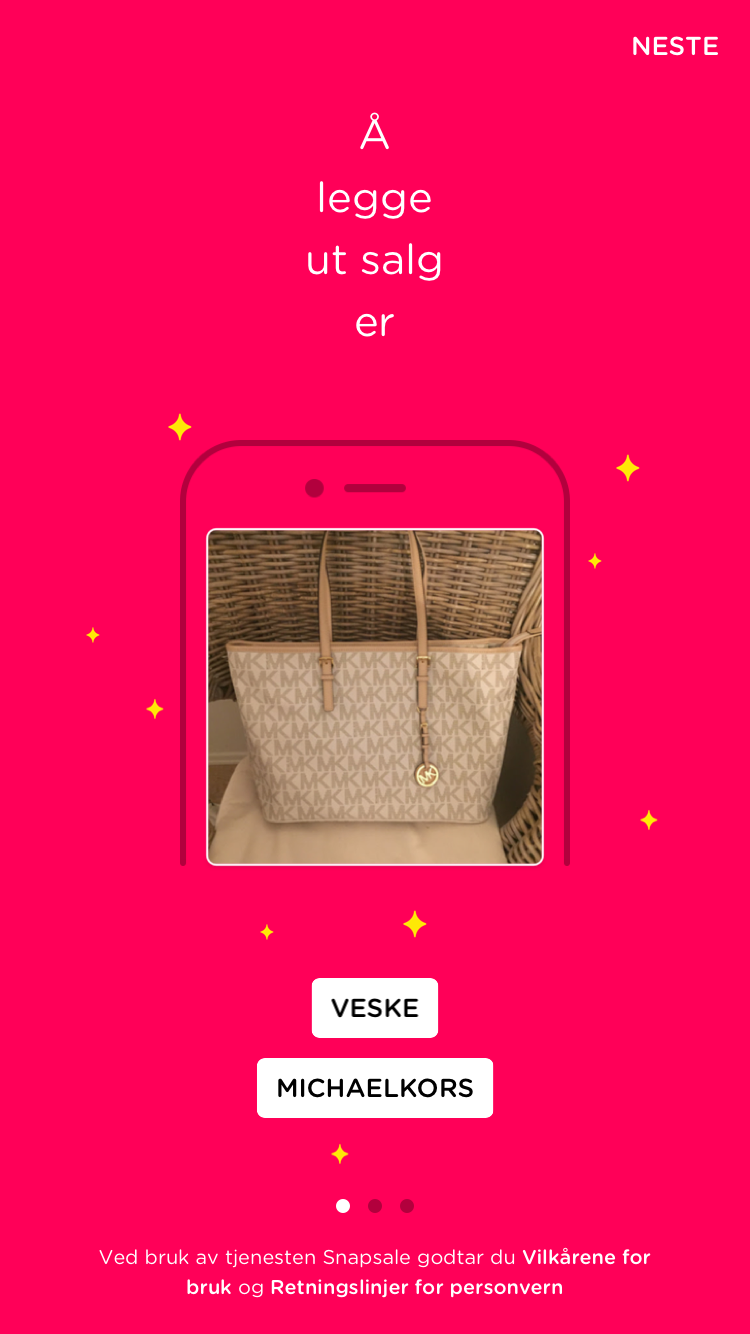 NESTE
Å
legge
ut salg
er
MK
VESKE
MICHAELKORS
Ved bruk av tjenesten Snapsale godtar du Vilkårene for
bruk og Retningslinjer for personvern